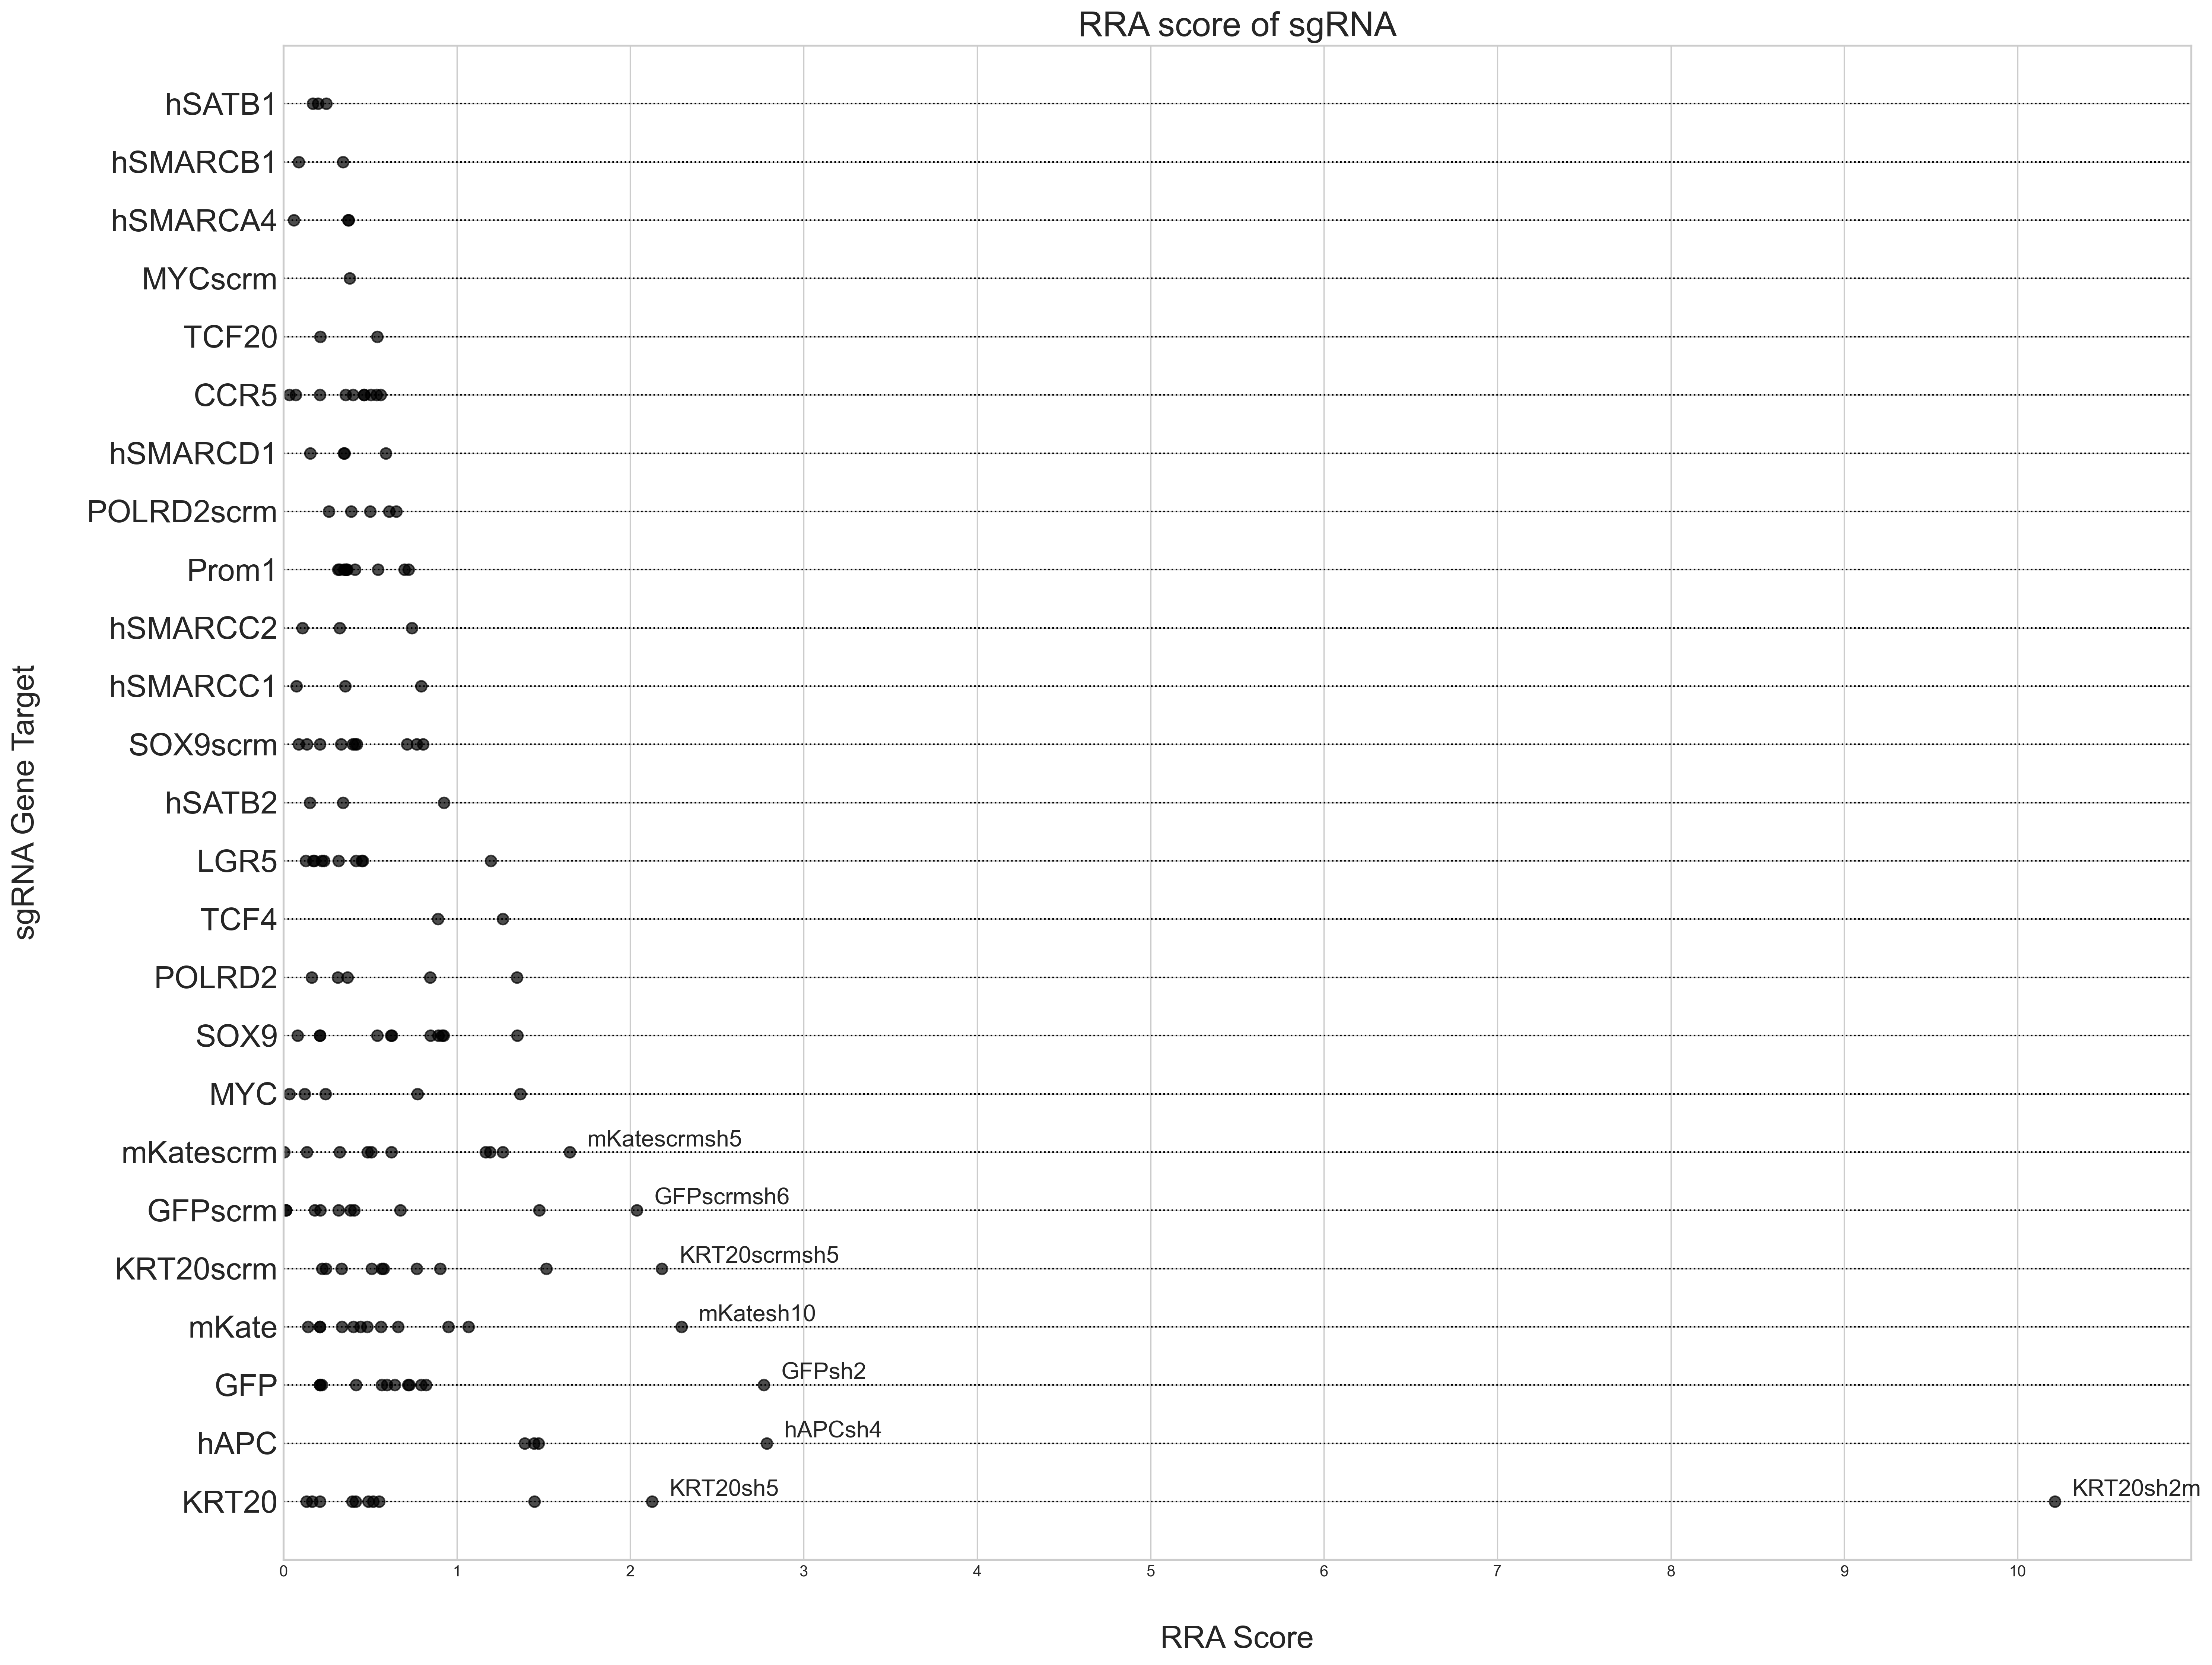 RRA score of sgRNA
hSATB1
hSMARCB1
hSMARCA4
MYCscrm
TCF20
CCR5
hSMARCD1
POLRD2scrm
Prom1
hSMARCC2
hSMARCC1
SOX9scrm
hSATB2
LGR5
TCF4
POLRD2
SOX9
MYC
mKatescrm
mKatescrmsh5
GFPscrm
GFPscrmsh6
KRT20scrm
KRT20scrmsh5
mKate
mKatesh10
GFP
GFPsh2
hAPC
hAPCsh4
KRT20
KRT20sh5
KRT20sh2m
sgRNA Gene Target
0 1 2 3 4 5 6 7 8 9 10
RRA Score